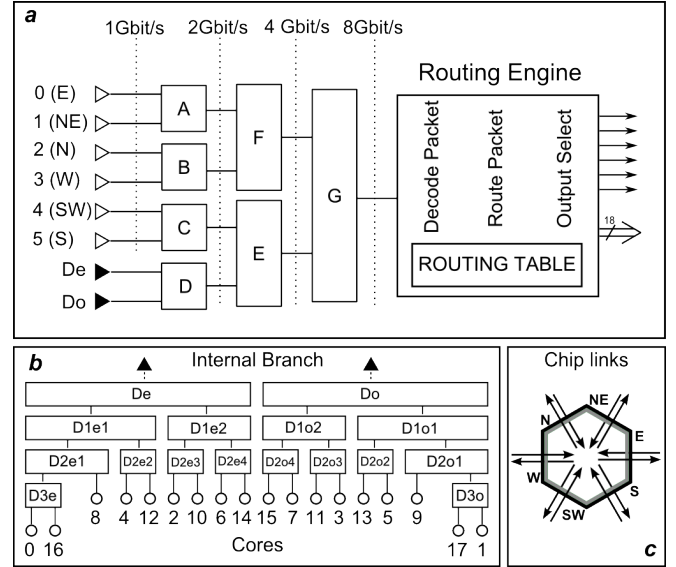 a
1Gbit/s 2Gbit/s 4 Gbit/s 8Gbit/s
Routing Engine
0 (E)
1 (NE)
2 (N)
3 (W)
4 (SW)
5 (S)
De
Do
A
B
C
D
F
E
G
Decode Packet
Route Packet
Output Select
18
ROUTING TABLE
b
Internal Branch
De Do
D1e1 D1e2 D1o2 D1o1
D2e1 D2e2 D2e3 D2e4 D2o4 D2o3 D2o2 D2o1
D3e D3o
8 4 12 2 10 6 14 15 7 11 3 13 5 9
0 16 17 1
Cores
Chip links
NE
N
E
W
S
SW
c